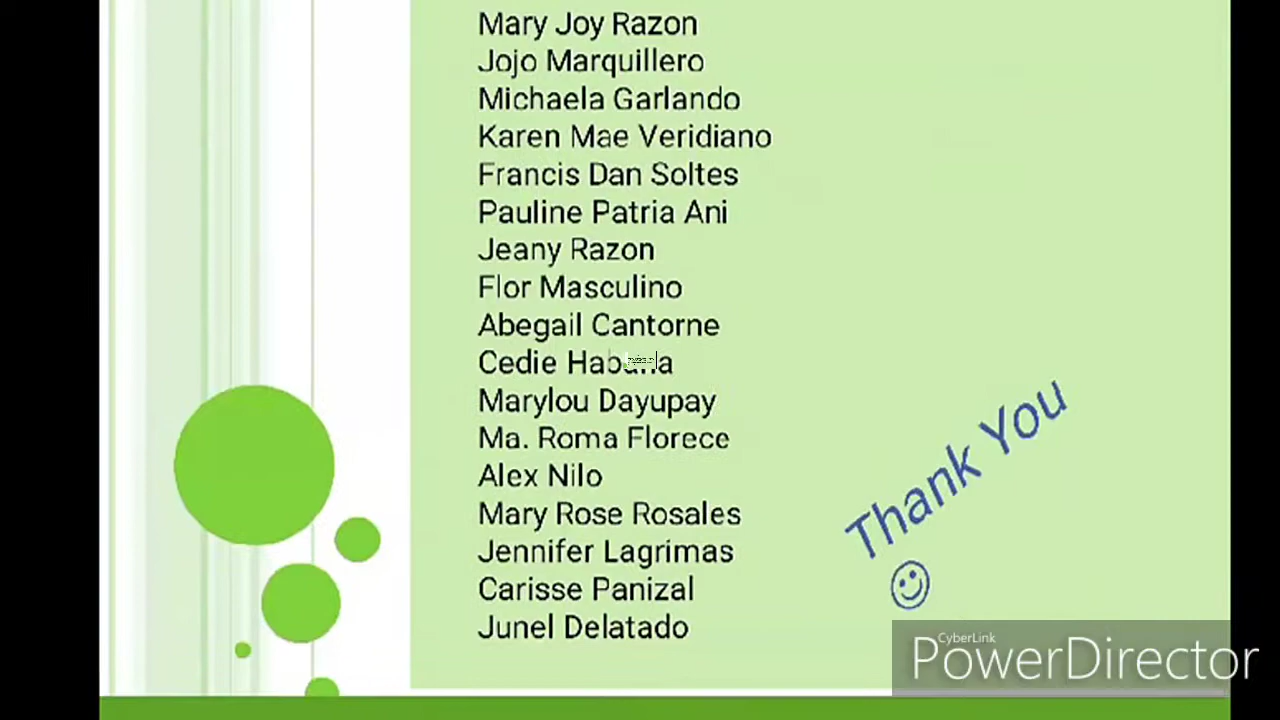 Mary Joy Razon
Jojo Marquillero
Michaela Garlando
Karen Mae Veridiano
Francis Dan Soltes
Pauline Patria Ani
Jeany Razon
Flor Masculino
Abegail Cantorne
Cedie
Marylou Dayupay
Ma. Roma Florece
Alex Nilo
Mary Rose Rosales
Jennifer Lagrimas
Carisse Panizal
Junel Delatado
Thank You
CyberLink
PowerDirector